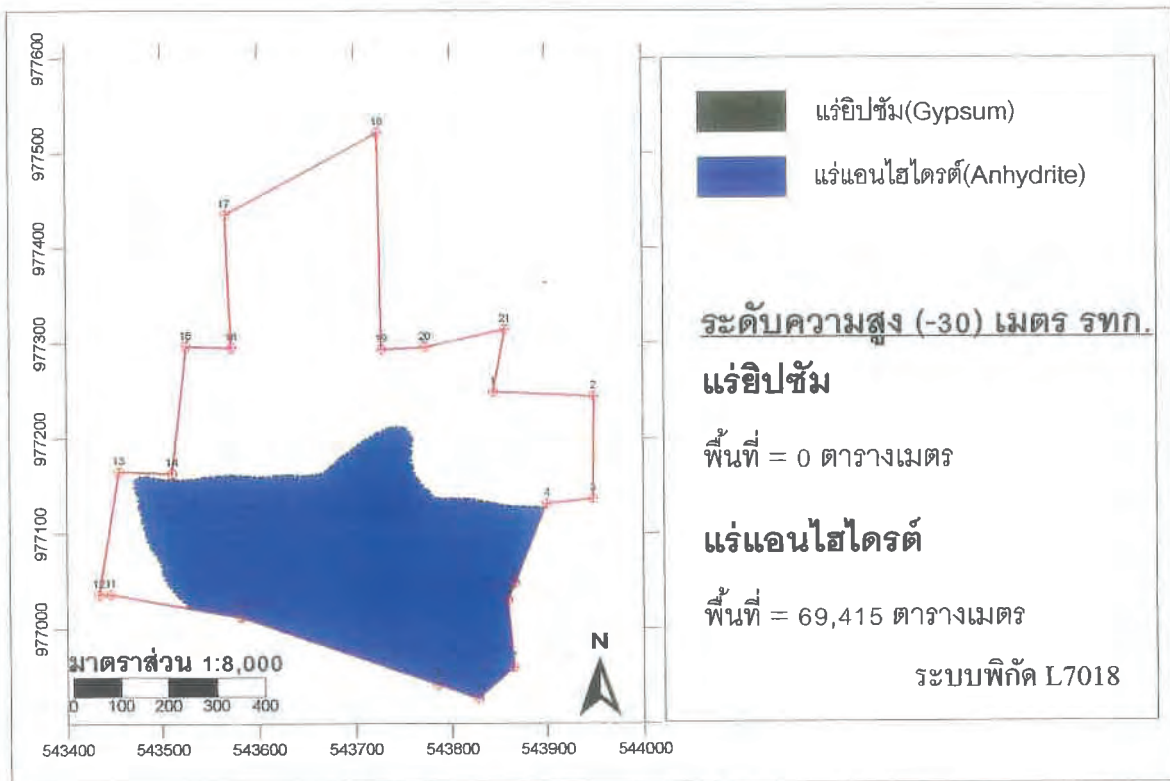 977600
977500
977400
977300
977200
977100
977000
18
17
21
15
20
1
2
13
14
4
N
มาตราส่วน 1:8,000
0 100 200 300 400
543400 543500 543600 543700 543800 543900 544000
แร่ยิปซัม(Gypsum)
แร่แอนไฮไดรต์(Anhydrite)
ระดับความสูง (-30) เมตร รทก.
แร่ยิปซัม
พื้นที่ = 0 ตารางเมตร
แร่แอนไฮไดรต์
พื้นที่ = 69,415 ตารางเมตร
ระบบพิกัด L7018